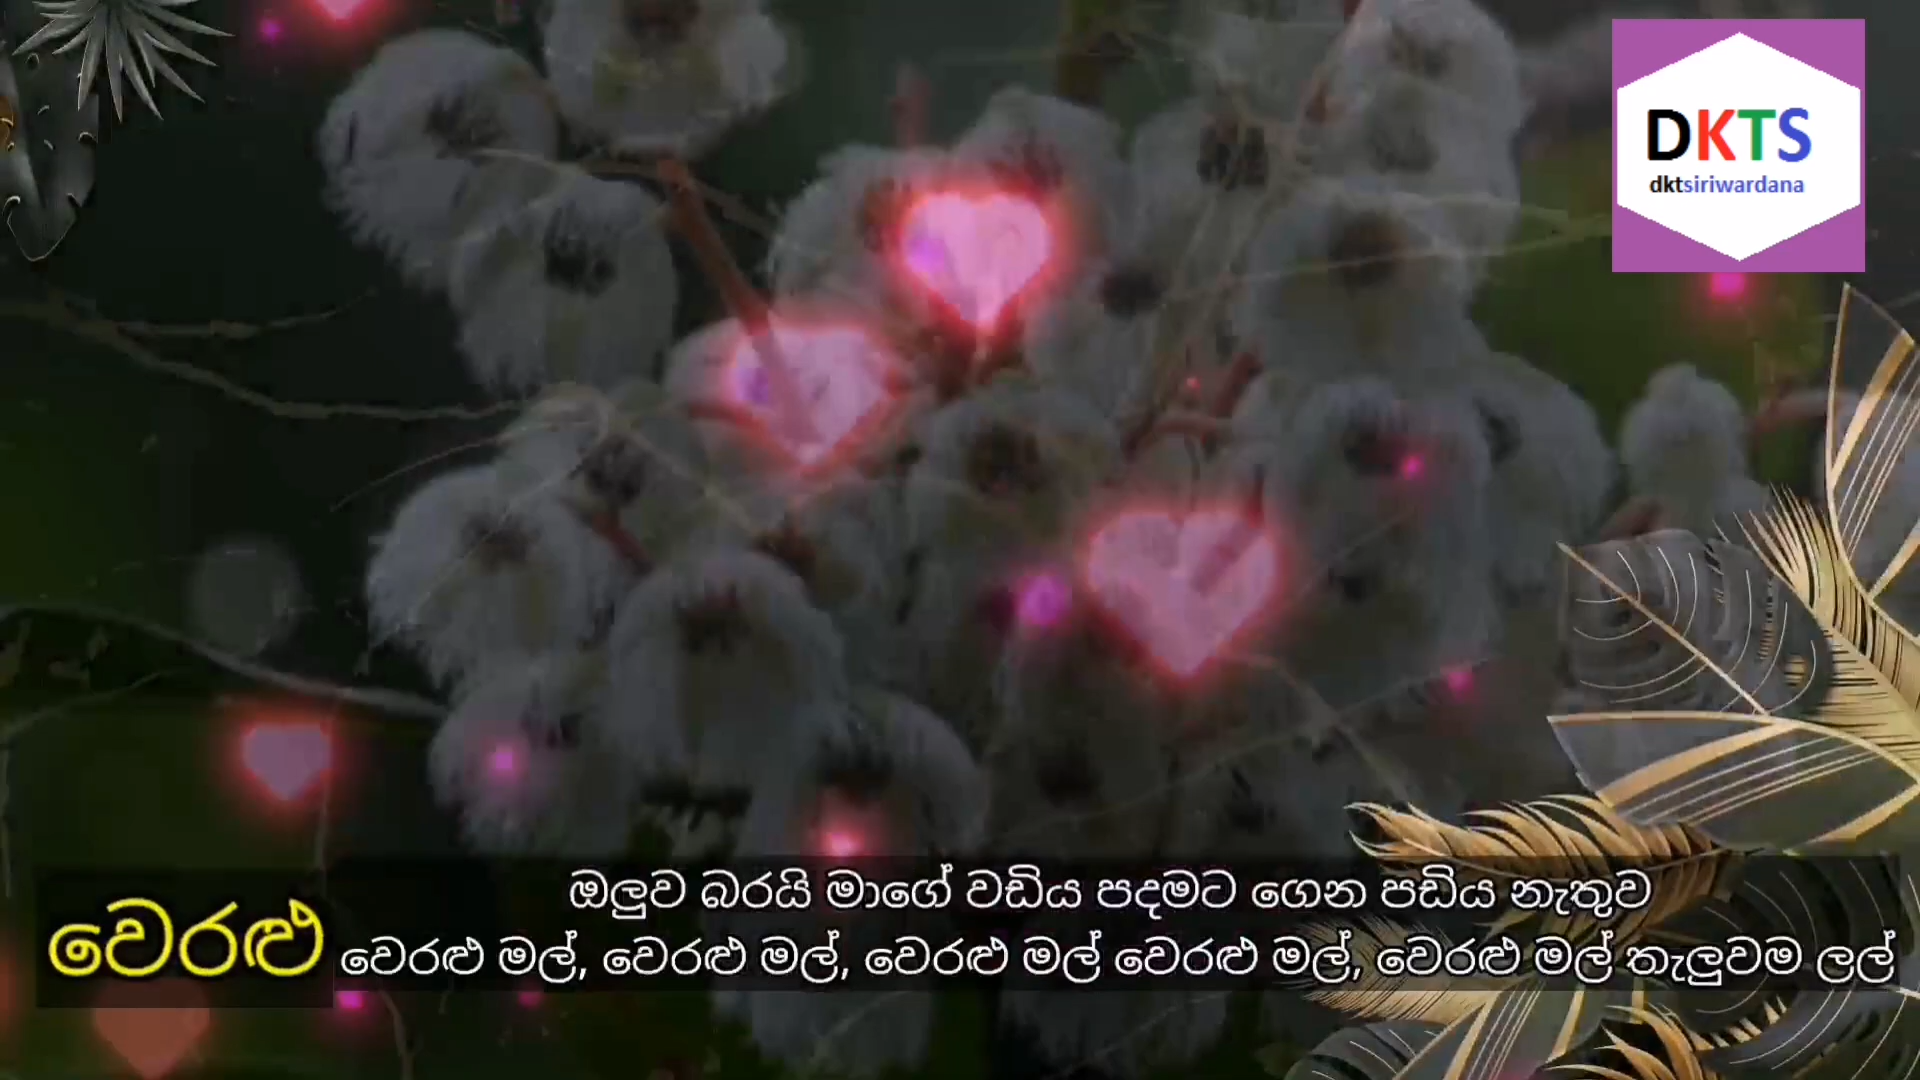 DKTS
dktsiriwardana
ඔලුව බරයි මාගේ වඩිය පදමට ගෙන පඩිය නැතුව
වෙරළු
වෙරළු මල්, වෙරළු මල්, වෙරළු මල් වෙරළු මල්, වෙරළු මල් තැලුවම ලල්